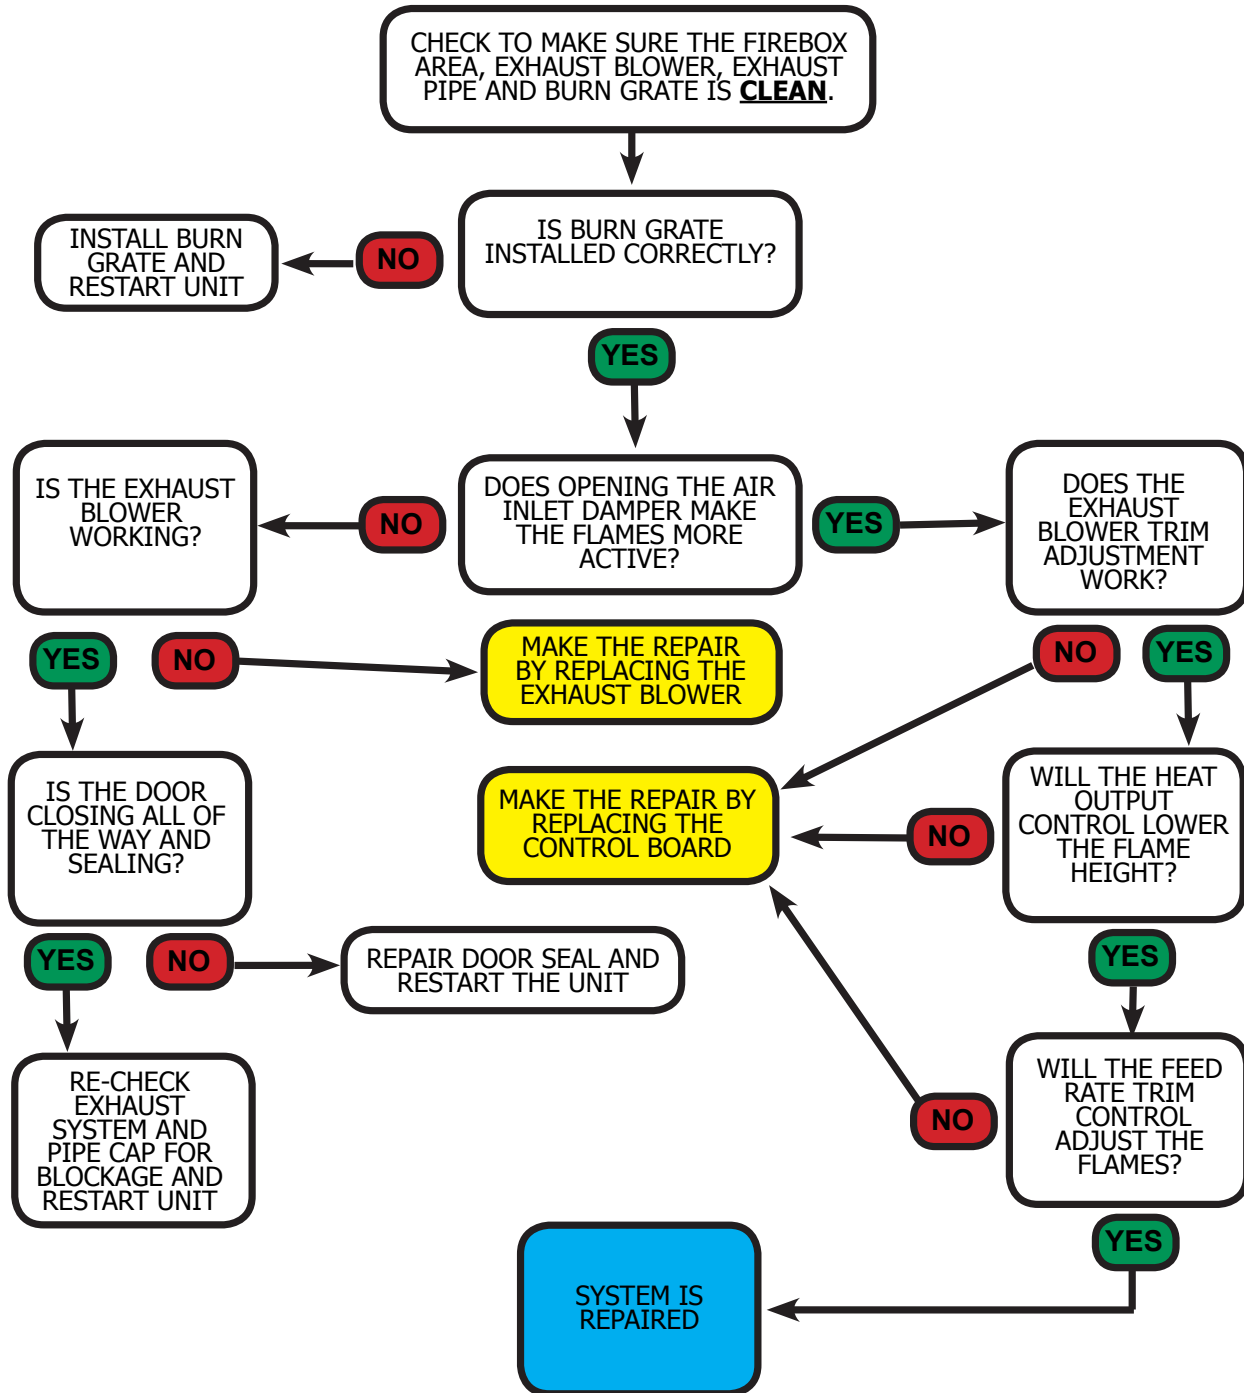 CHECK TO MAKE SURE THE FIREBOX
AREA, EXHAUST BLOWER, EXHAUST
PIPE AND BURN GRATE IS CLEAN.
IS BURN GRATE
INSTALLED CORRECTLY?
NO
INSTALL BURN
GRATE AND
RESTART UNIT
YES
DOES OPENING THE AIR
INLET DAMPER MAKE
THE FLAMES MORE
ACTIVE?
NO
IS THE EXHAUST
BLOWER
WORKING?
YES
DOES THE
EXHAUST
BLOWER TRIM
ADJUSTMENT
WORK?
YES
NO
MAKE THE REPAIR
BY REPLACING THE
EXHAUST BLOWER
NO
YES
IS THE DOOR
CLOSING ALL OF
THE WAY AND
SEALING?
MAKE THE REPAIR BY
REPLACING THE
CONTROL BOARD
NO
WILL THE HEAT
OUTPUT
CONTROL LOWER
THE FLAME
HEIGHT?
YES
NO
REPAIR DOOR SEAL AND
RESTART THE UNIT
YES
RE-CHECK
EXHAUST
SYSTEM AND
PIPE CAP FOR
BLOCKAGE AND
RESTART UNIT
NO
WILL THE FEED
RATE TRIM
CONTROL
ADJUST THE
FLAMES?
YES
SYSTEM IS
REPAIRED